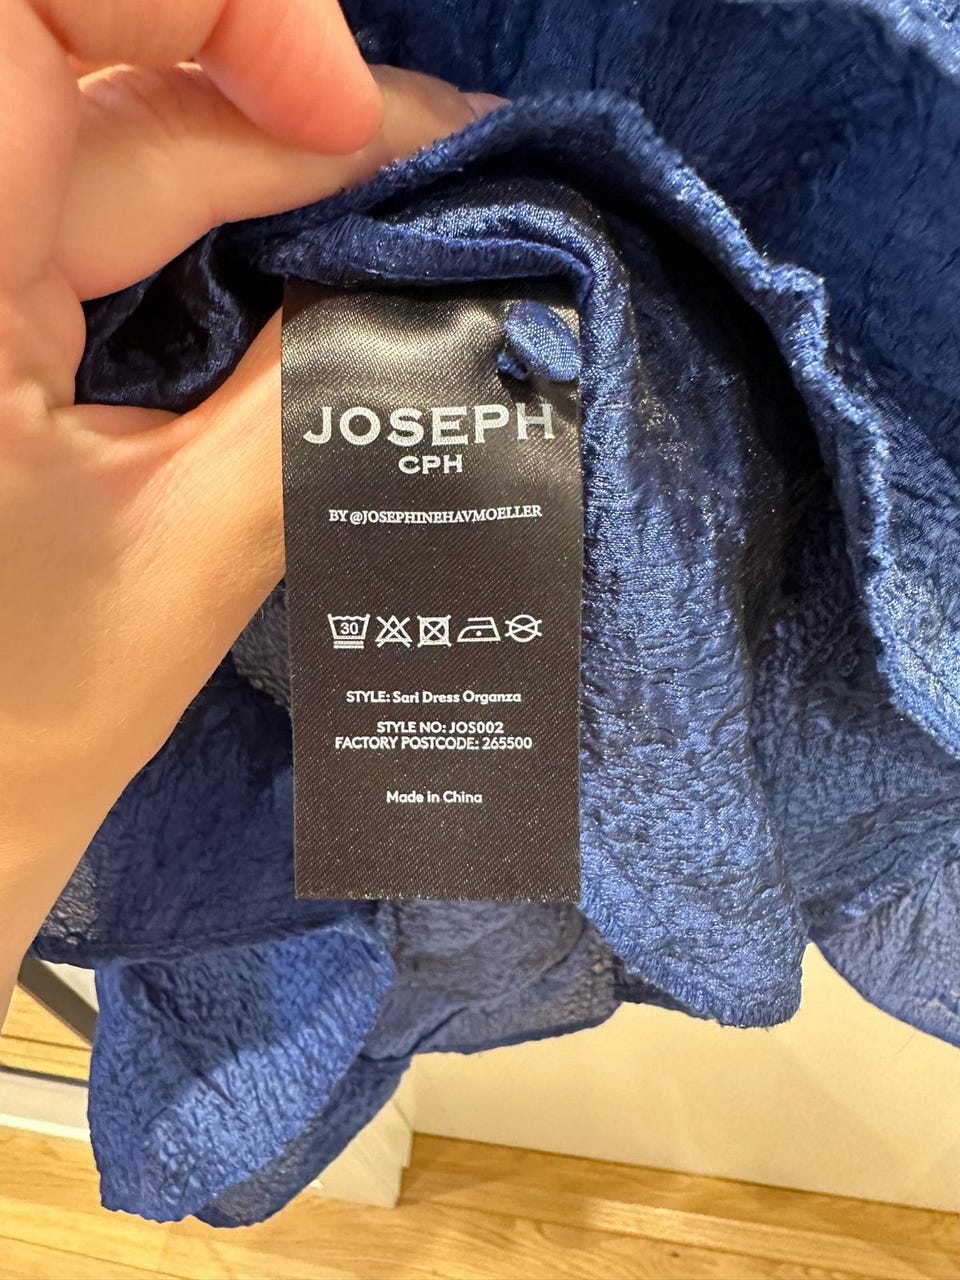 JOSEPH
CPH
BY @JOSEPHINEHAVMOELLER
30
STYLE: Sari Dress Organza
STYLE NO: JOS002
FACTORY POSTCODE: 265500
Made in China